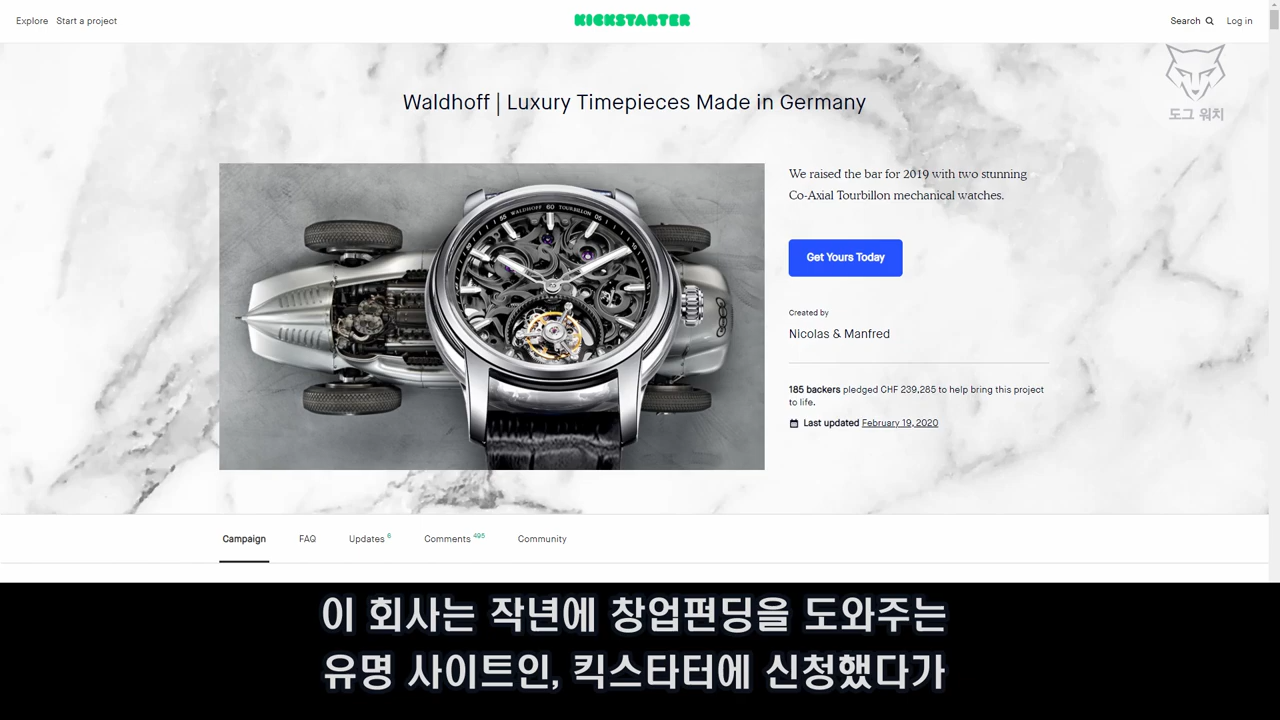 Explore Start a project KICKSTARTER Search Log in
도그 워치
Waldhoff | Luxury Timepieces Made in Germany
55 WALDHOFF 60 TOURBILLON 05
We raised the bar for 2019 with two stunning
Co-Axial Tourbillon mechanical watches.
Get Yours Today
Created by
Nicolas & Manfred
185 backers pledged CHF 239,285 to help bring this project
to life.
Last updated February 19, 2020
Campaign FAQ Updates 6 Comments 495 Community
이 회사는 작년에 창업펀딩을 도와주는
유명 사이트인, 킥스타터에 신청했다가